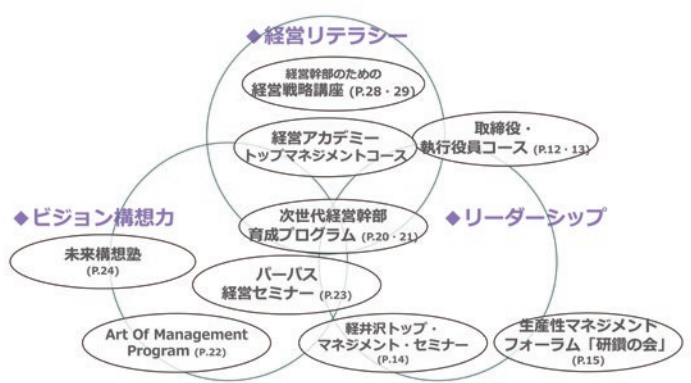 ◆経営リテラシー
経営幹部のための
経営戦略講座 (P.28・29)
経営アカデミー
トップマネジメントコース
取締役・
執行役員コース (P.12・13)
◆ビジョン構想力
次世代経営幹部
育成プログラム (P.20・21)
◆リーダーシップ
未来構想塾
(P.24)
パーパス
経営セミナー (P.23)
Art Of Management
Program (P.22)
軽井沢トップ・
マネジメント・セミナー
(P.14)
生産性マネジメント
フォーラム「研鑽の会」
(P.15)